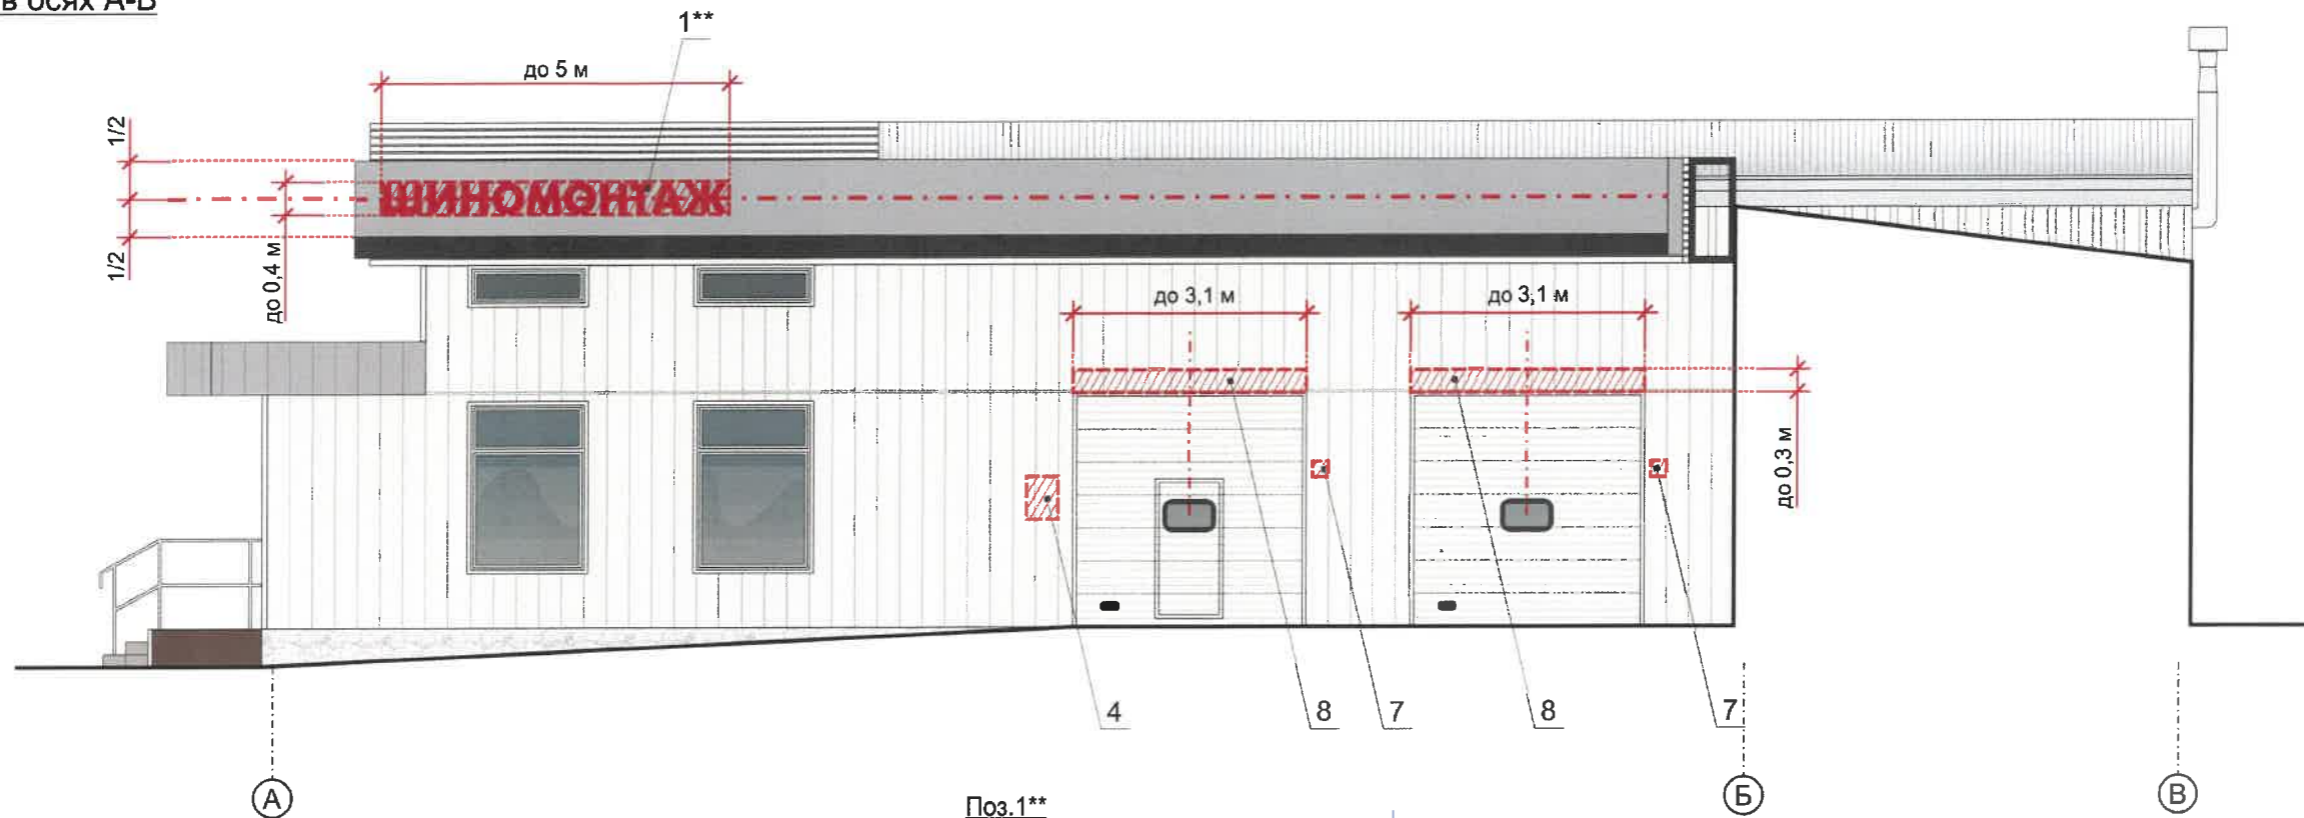 в осях А-В
1**
до 5 м
1/2
ШИНОМОНТАЖ
1/2
до 0,4 м
до 3,1 м
до 3,1 м
до 0,3 м
4
8
7
8
7
А
Б
В
Поз.1**